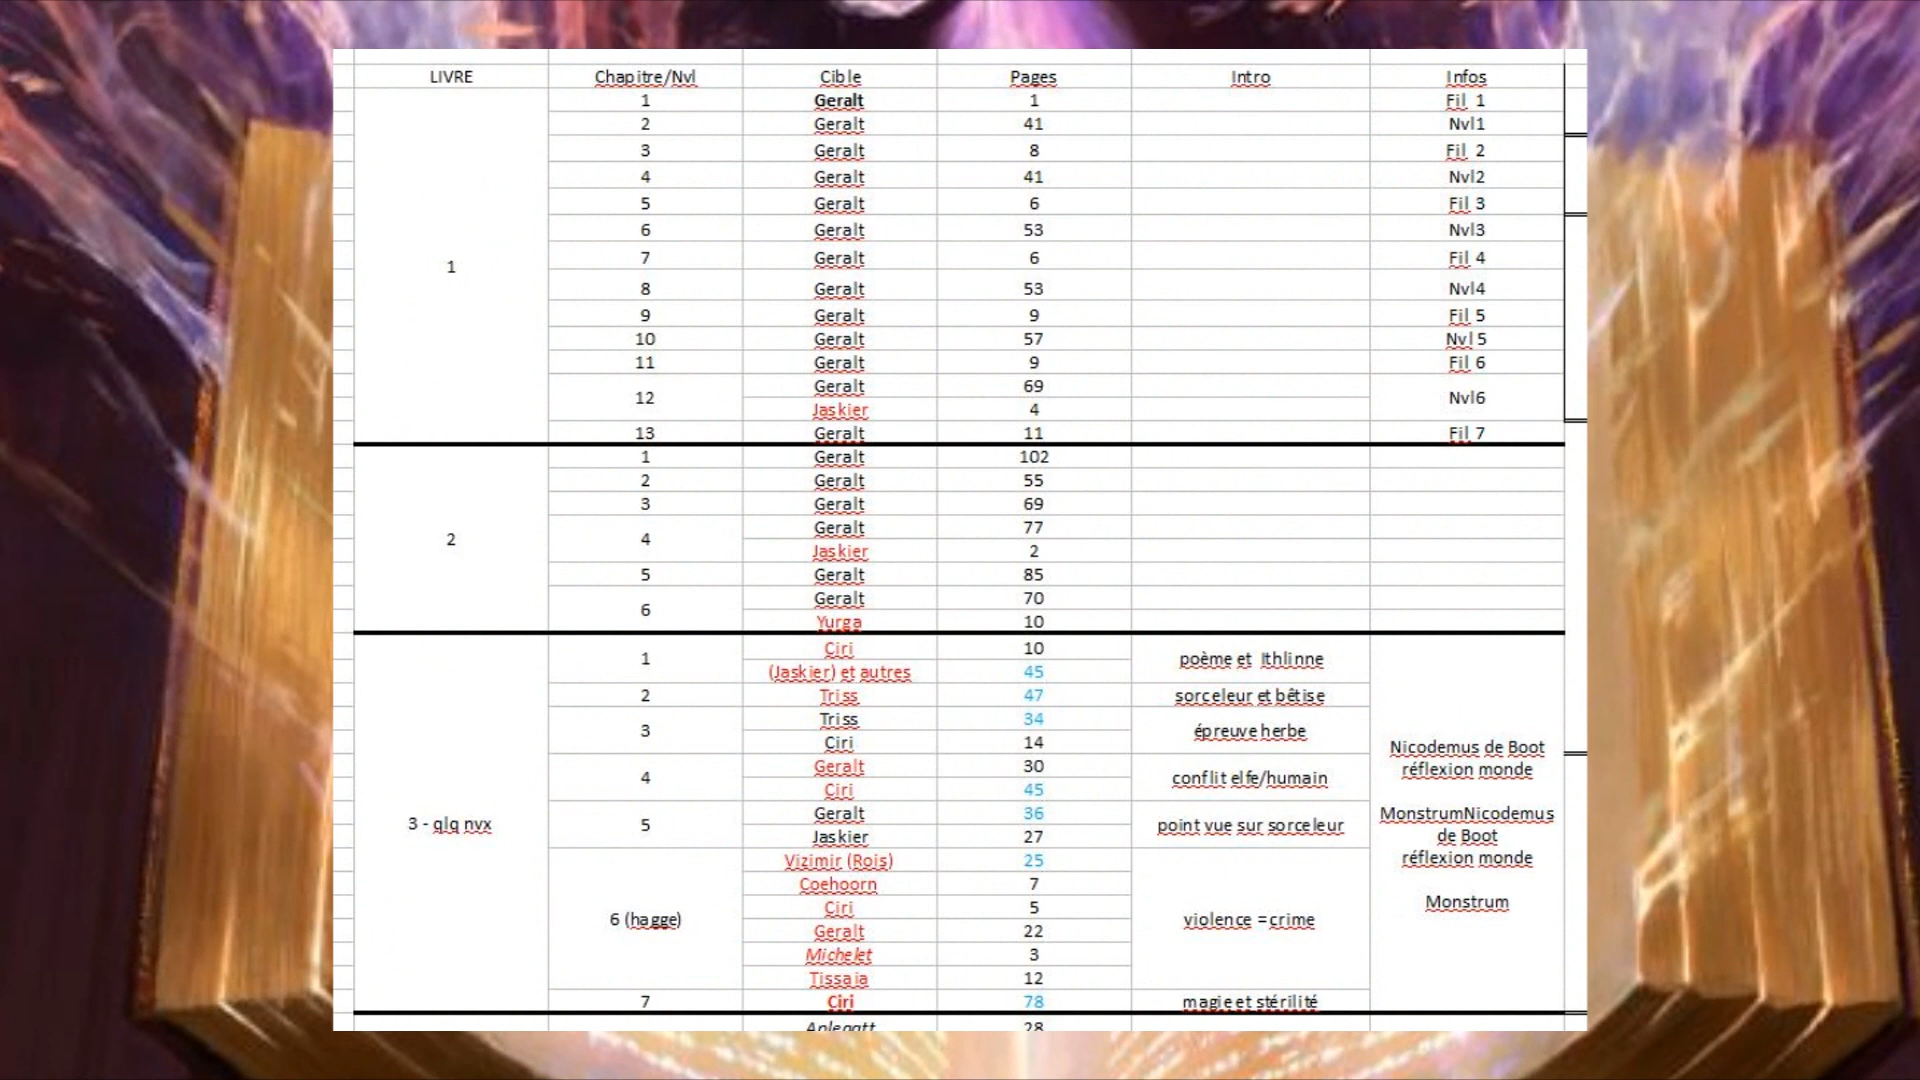 LIVRE Chapitre/Nvl Cible Pages Intro Infos
1 Geralt 1 Fil 1
2 Geralt 41 Nvl1
3 Geralt 8 Fil 2
4 Geralt 41 Nvl2
5 Geralt 6 Fil 3
6 Geralt 53 Nvl3
1 7 Geralt 6 Fil 4
8 Geralt 53 Nvl4
9 Geralt 9 Fil 5
10 Geralt 57 Nvl 5
11 Geralt 9 Fil 6
12 Geralt 69 Nvl6
Jaskier 4
13 Geralt 11 Fil 7
1 Geralt 102
2 Geralt 55
3 Geralt 69
2 4 Geralt 77
Jaskier 2
5 Geralt 85
6 Geralt 70
Yurga 10
1 Ciri 10 poème et Ithlinne
(Jaskier) et autres 45
2 Triss 47 sorceleur et bêtise
3 Triss 34 épreuve herbe
Ciri 14 Nicodemus de Boot
4 Geralt 30 conflit elfe/humain réflexion monde
Ciri 45
3 - qlq nvx 5 Geralt 36 point vue sur sorceleur MonstrumNicodemus
Jaskier 27 de Boot
Vizimir (Rois) 25 réflexion monde
Coehoorn 7
Ciri 5 Monstrum
6 (hagge) Geralt 22 violence =crime
Michelet 3
Tissaia 12
7 Ciri 78 magie et stérilité
Aplegatt 28